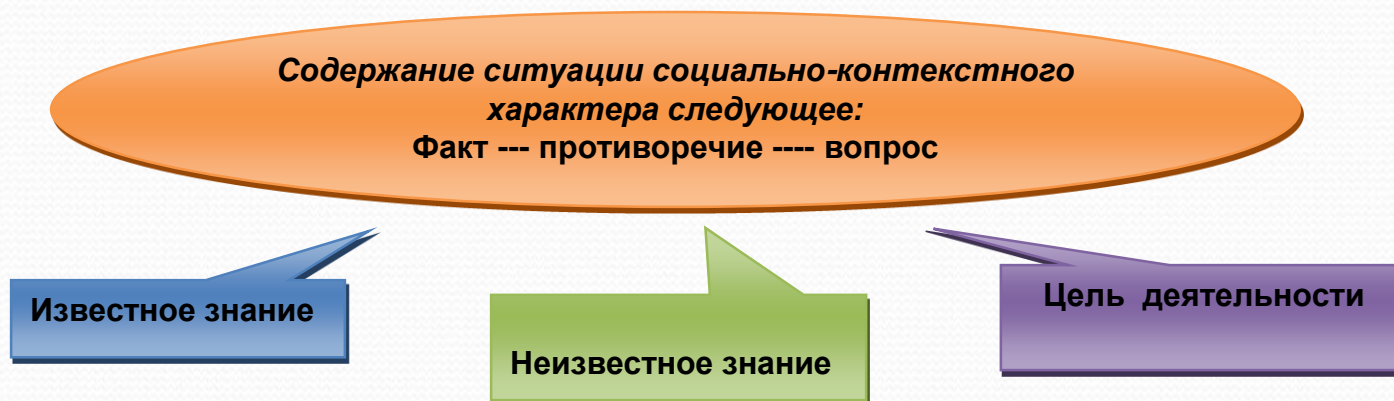 Содержание ситуации социально-контекстного
характера следующее:
Факт --- противоречие ---- вопрос
Известное знание
Неизвестное знание
Цель деятельности